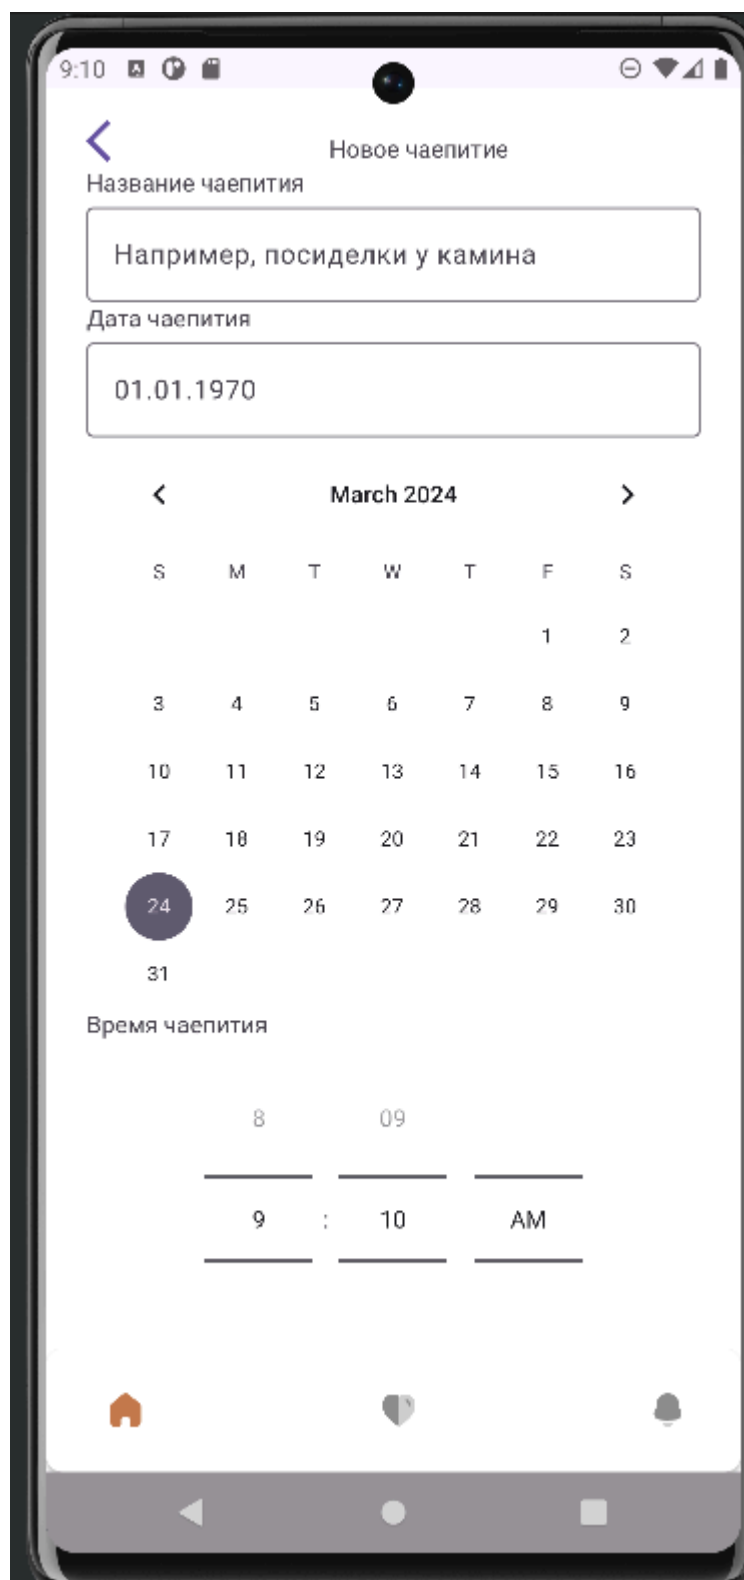 9:10
Новое чаепитие
Название чаепития
Например, посиделки у камина
Дата чаепития
01.01.1970
March 2024
S M T W T F S
1 2
3 4 5 6 7 8 9
10 11 12 13 14 15 16
17 18 19 20 21 22 23
24 25 26 27 28 29 30
31
Время чаепития
8 09
9 : 10 AM